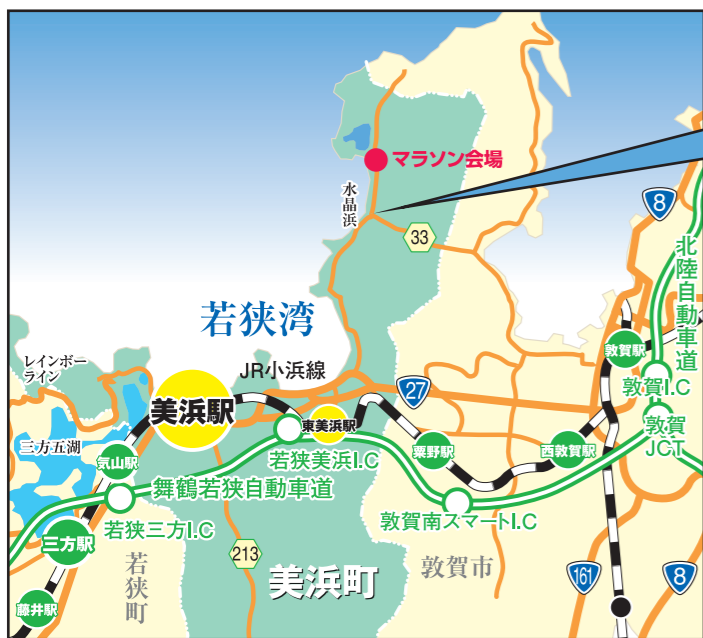 マラソン会場
水晶浜
33
8
北陸自動車道
若狭湾
敦賀駅
レインボー
ライン
JR小浜線
27
敦賀I.C
美浜駅
東美浜駅
敦賀
JCT
三方五湖
気山駅
若狭美浜I.C
粟野駅
西敦賀駅
舞鶴若狭自動車道
若狭三方I.C
敦賀南スマートI.C
三方駅
213
若狭町
美浜町
敦賀市
161
8
藤井駅